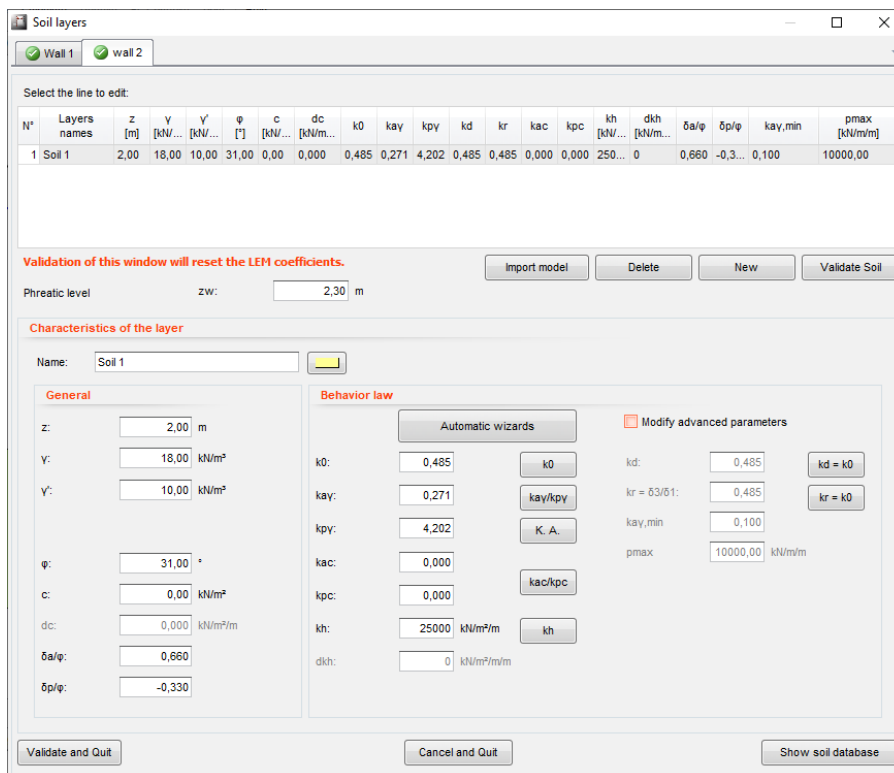 Soil layers
Wall 1 wall 2
Select the line to edit:
N° Layers names z [m] γ [kN/... γ' [kN/... φ [°] c [kN/... dc [kN/m... k0 kaγ kpγ kd kr kac kpc kh [kN/... dkh [kN/m... δa/φ δp/φ kaγ,min pmax [kN/m/m]
1 Soil 1 2,00 18,00 10,00 31,00 0,00 0,000 0,485 0,271 4,202 0,485 0,485 0,000 0,000 250... 0 0,660 -0,3... 0,100 10000,00
Validation of this window will reset the LEM coefficients.
Import model Delete New Validate Soil
Phreatic level zw: 2,30 m
Characteristics of the layer
Name: Soil 1
General
z: 2,00 m
γ: 18,00 kN/m³
γ': 10,00 kN/m³
φ: 31,00 °
c: 0,00 kN/m²
dc: 0,000 kN/m²/m
δa/φ: 0,660
δp/φ: -0,330
Behavior law
Automatic wizards
k0: 0,485 k0
kaγ: 0,271 kaγ/kpγ
kpγ: 4,202 K. A.
kac: 0,000
kac/kpc
kpc: 0,000
kh: 25000 kN/m²/m kh
dkh: 0 kN/m²/m/m
Modify advanced parameters
kd: 0,485 kd = k0
kr = δ3/δ1: 0,485 kr = k0
kaγ,min 0,100
pmax 10000,00 kN/m/m
Validate and Quit Cancel and Quit Show soil database